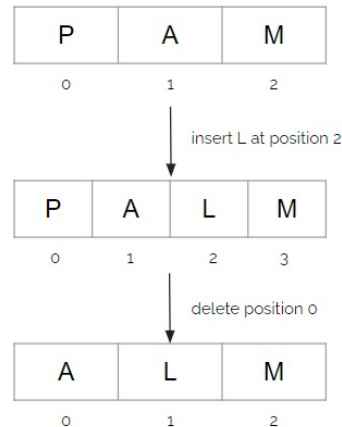 P A M
0 1 2
insert L at position 2
P A L M
0 1 2 3
delete position 0
A L M
0 1 2